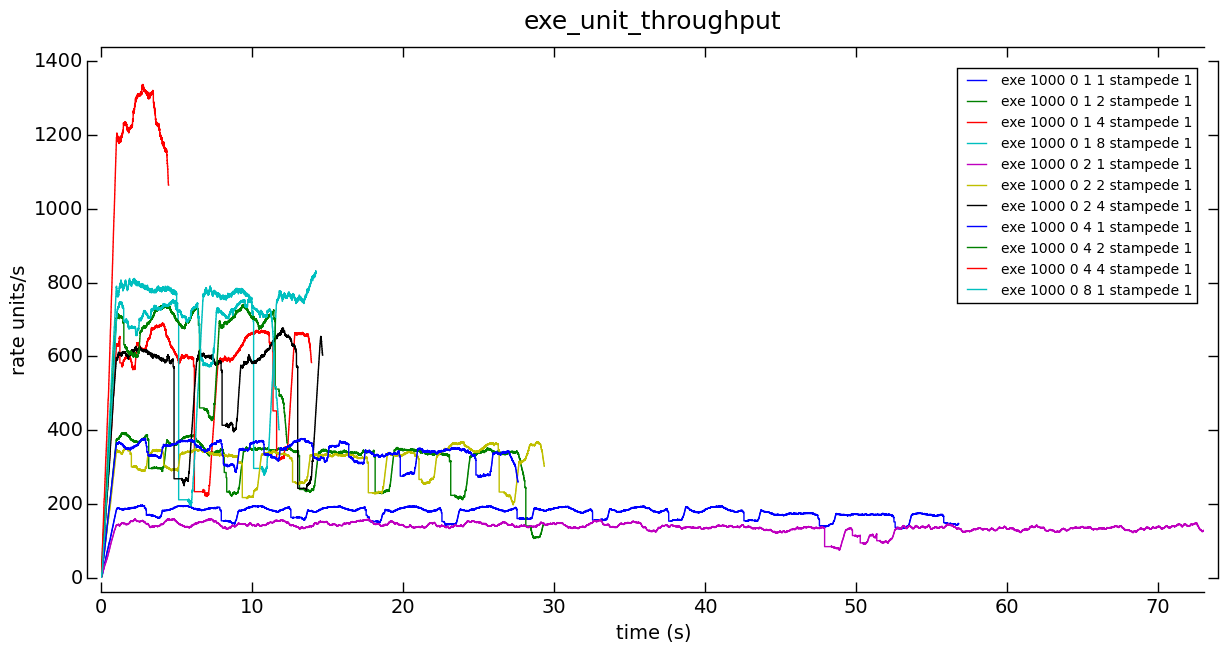 exe_unit_throughput
1400
1200
1000
800
600
400
200
0
rate units/s
exe 1000 0 1 1 stampede 1
exe 1000 0 1 2 stampede 1
exe 1000 0 1 4 stampede 1
exe 1000 0 1 8 stampede 1
exe 1000 0 2 1 stampede 1
exe 1000 0 2 2 stampede 1
exe 1000 0 2 4 stampede 1
exe 1000 0 4 1 stampede 1
exe 1000 0 4 2 stampede 1
exe 1000 0 4 4 stampede 1
exe 1000 0 8 1 stampede 1
0 10 20 30 40 50 60 70
time (s)